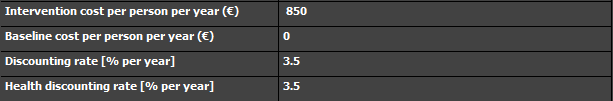 Intervention cost per person per year (€) 850
Baseline cost per person per year (€) 0
Discounting rate [% per year] 3.5
Health discounting rate [% per year] 3.5